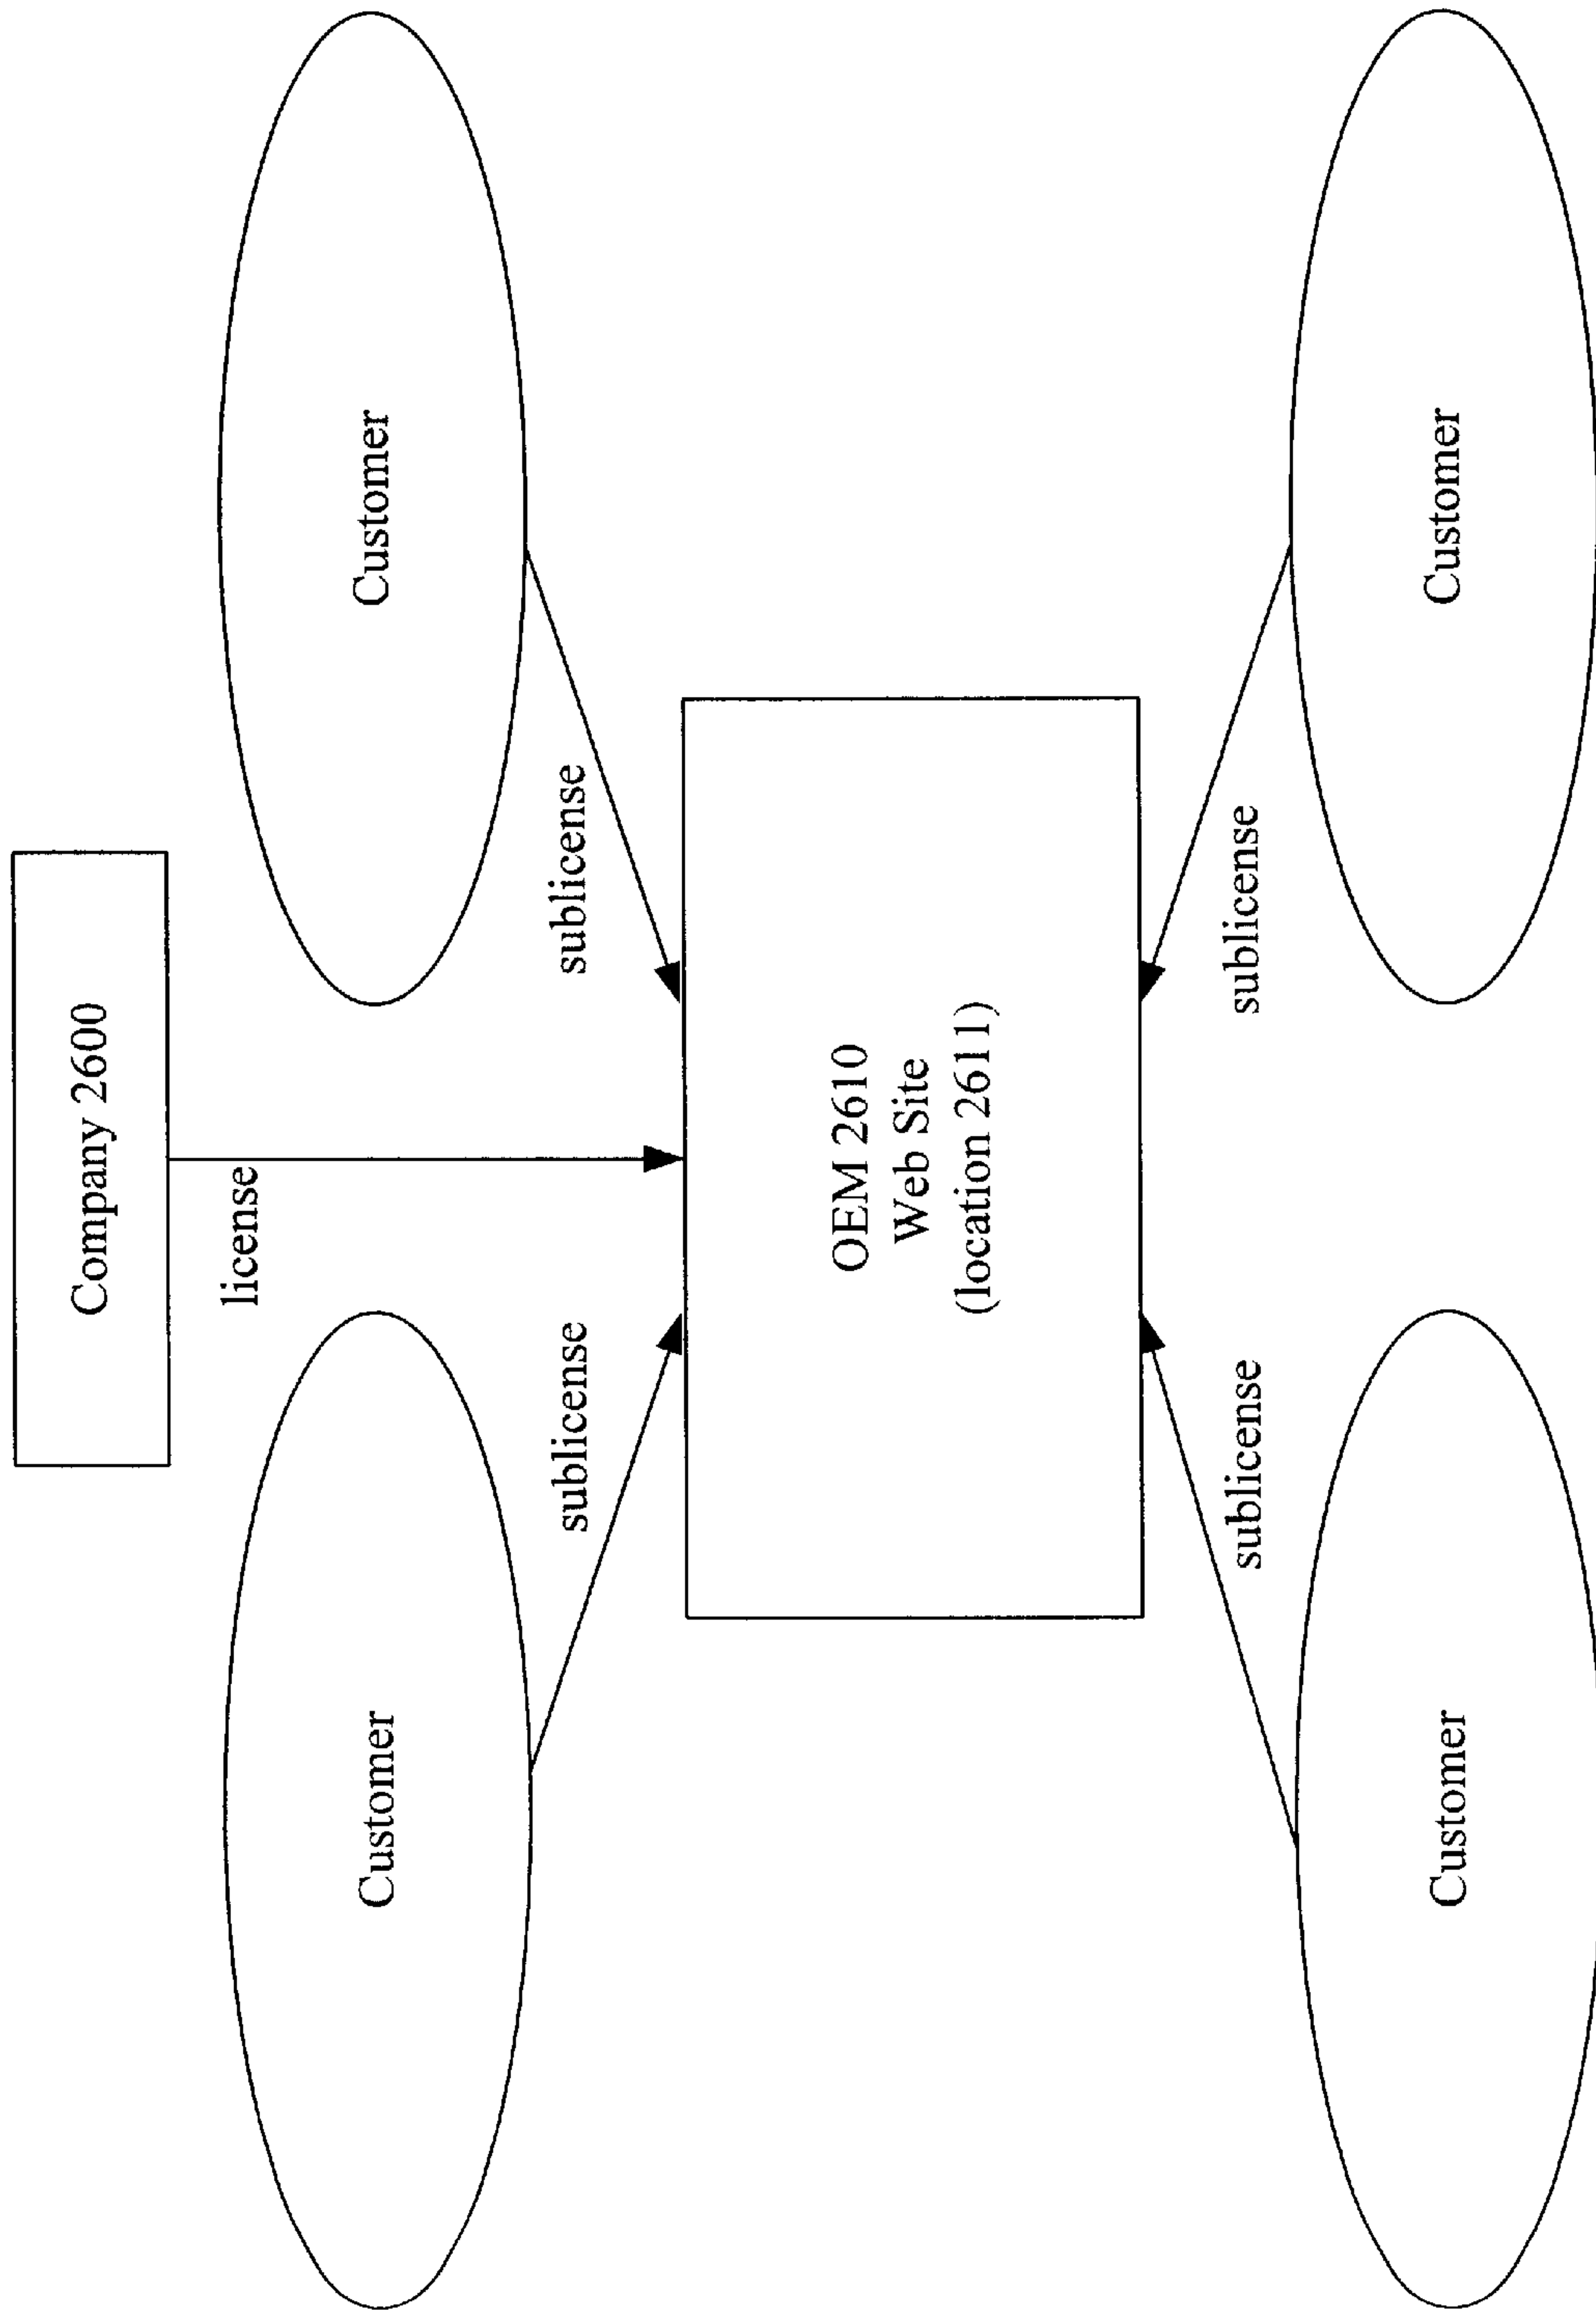 Company 2600
license
Customer
Customer
sublicense
sublicense
OEM 2610
Web Site
(location 2611)
sublicense
sublicense
Customer
Customer